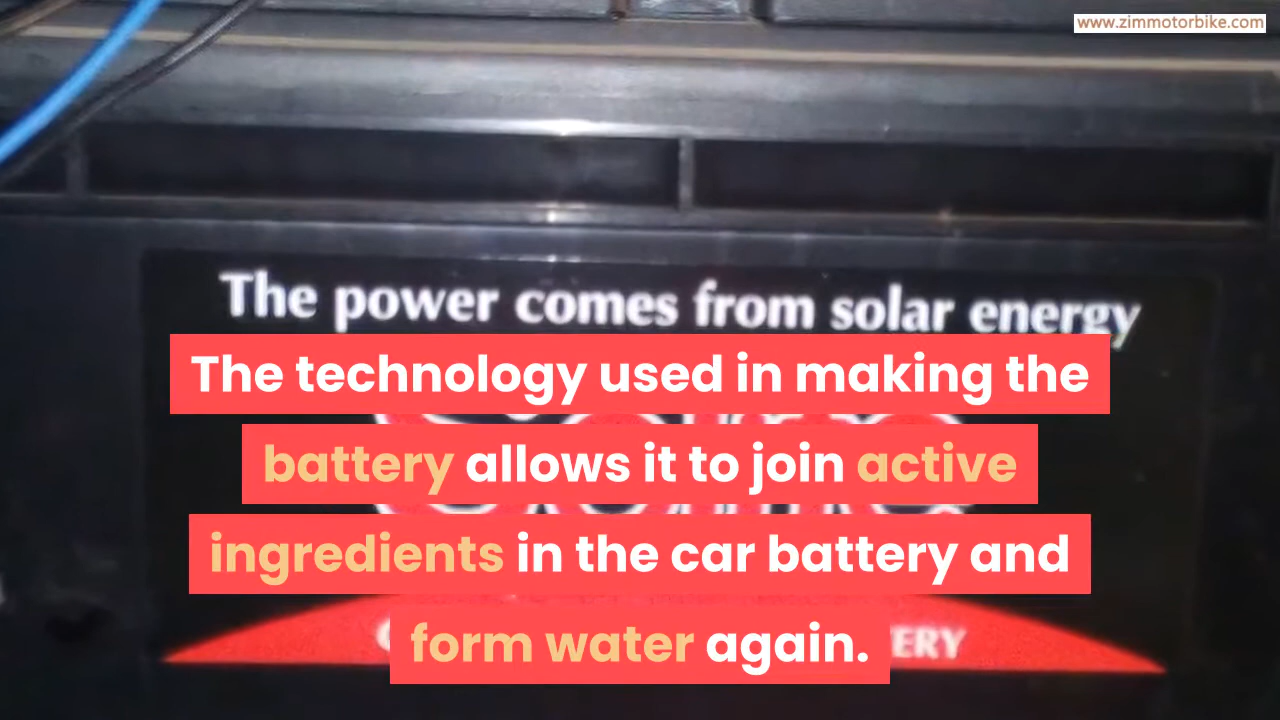 www.zimmotorbike.com
The power comes from solar energy
The technology used in making the
battery allows it to join active
ingredients in the car battery and
form water again.